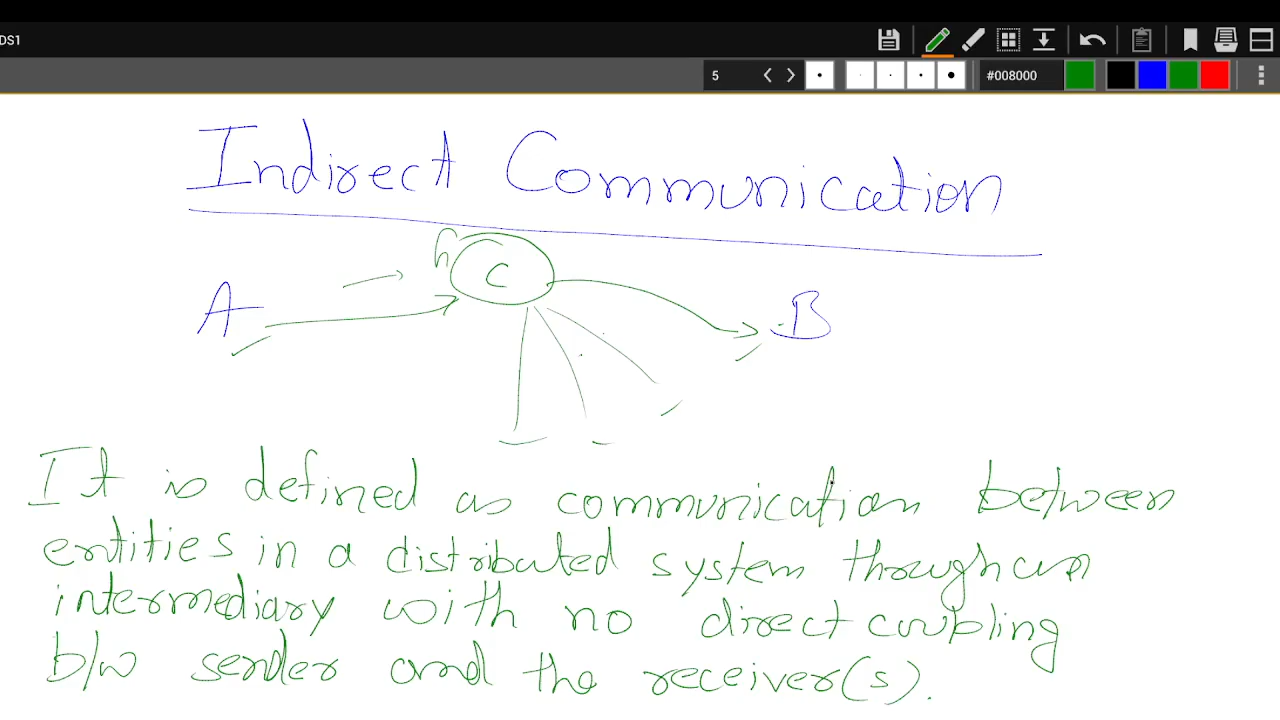 DS1
5
#008000
Indirect Communication
C
A
B
It is defined as communication between
entities in a distributed system through an
intermediary with no direct coupling
b/w sender and the receiver(s).